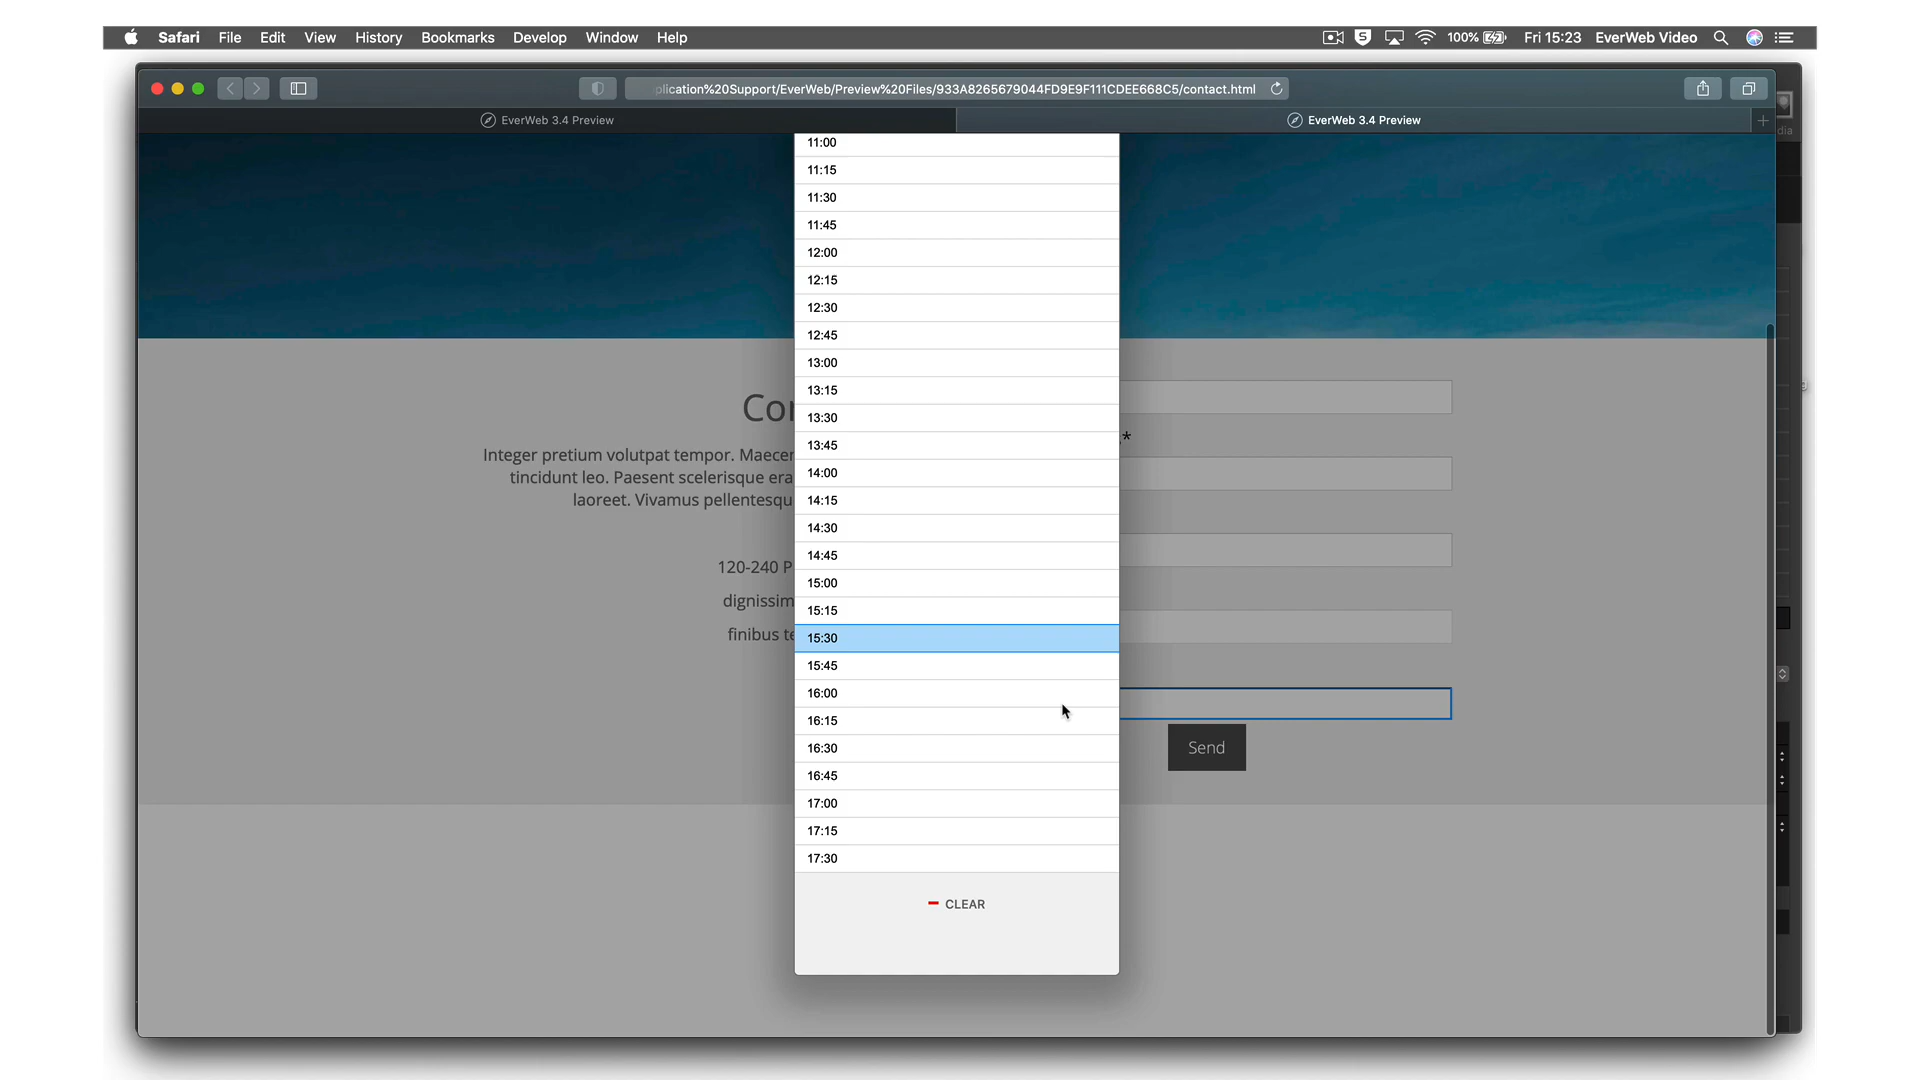 Safari File Edit View History Bookmarks Develop Window Help
100% Fri 15:23 EverWeb Video
plication%20Support/EverWeb/Preview%20Files/933A8265679044FD9E9F111CDEE668C5/contact.html
EverWeb 3.4 Preview
EverWeb 3.4 Preview
11:00
11:15
11:30
11:45
12:00
12:15
12:30
12:45
13:00
13:15
13:30
13:45
14:00
14:15
14:30
14:45
15:00
15:15
15:30
15:45
16:00
16:15
16:30
16:45
17:00
17:15
17:30
CLEAR
Integer pretium volutpat tempor. Maecen
tincidunt leo. Paesent scelerisque era
laoreet. Vivamus pellentesqu
120-240 P
dignissim
finibus te
*
Send